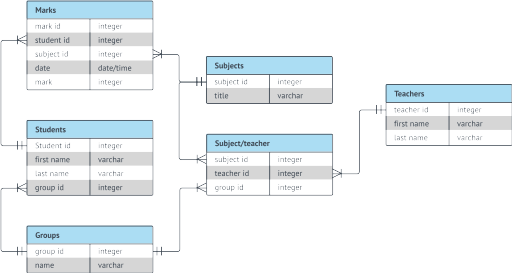 Marks
mark id integer
student id integer
subject id integer
date date/time
mark integer
Subjects
subject id integer
title varchar
Teachers
teacher id integer
first name varchar
last name varchar
Students
Student id integer
first name varchar
last name varchar
group id integer
Subject/teacher
subject id integer
teacher id integer
group id integer
Groups
group id integer
name varchar